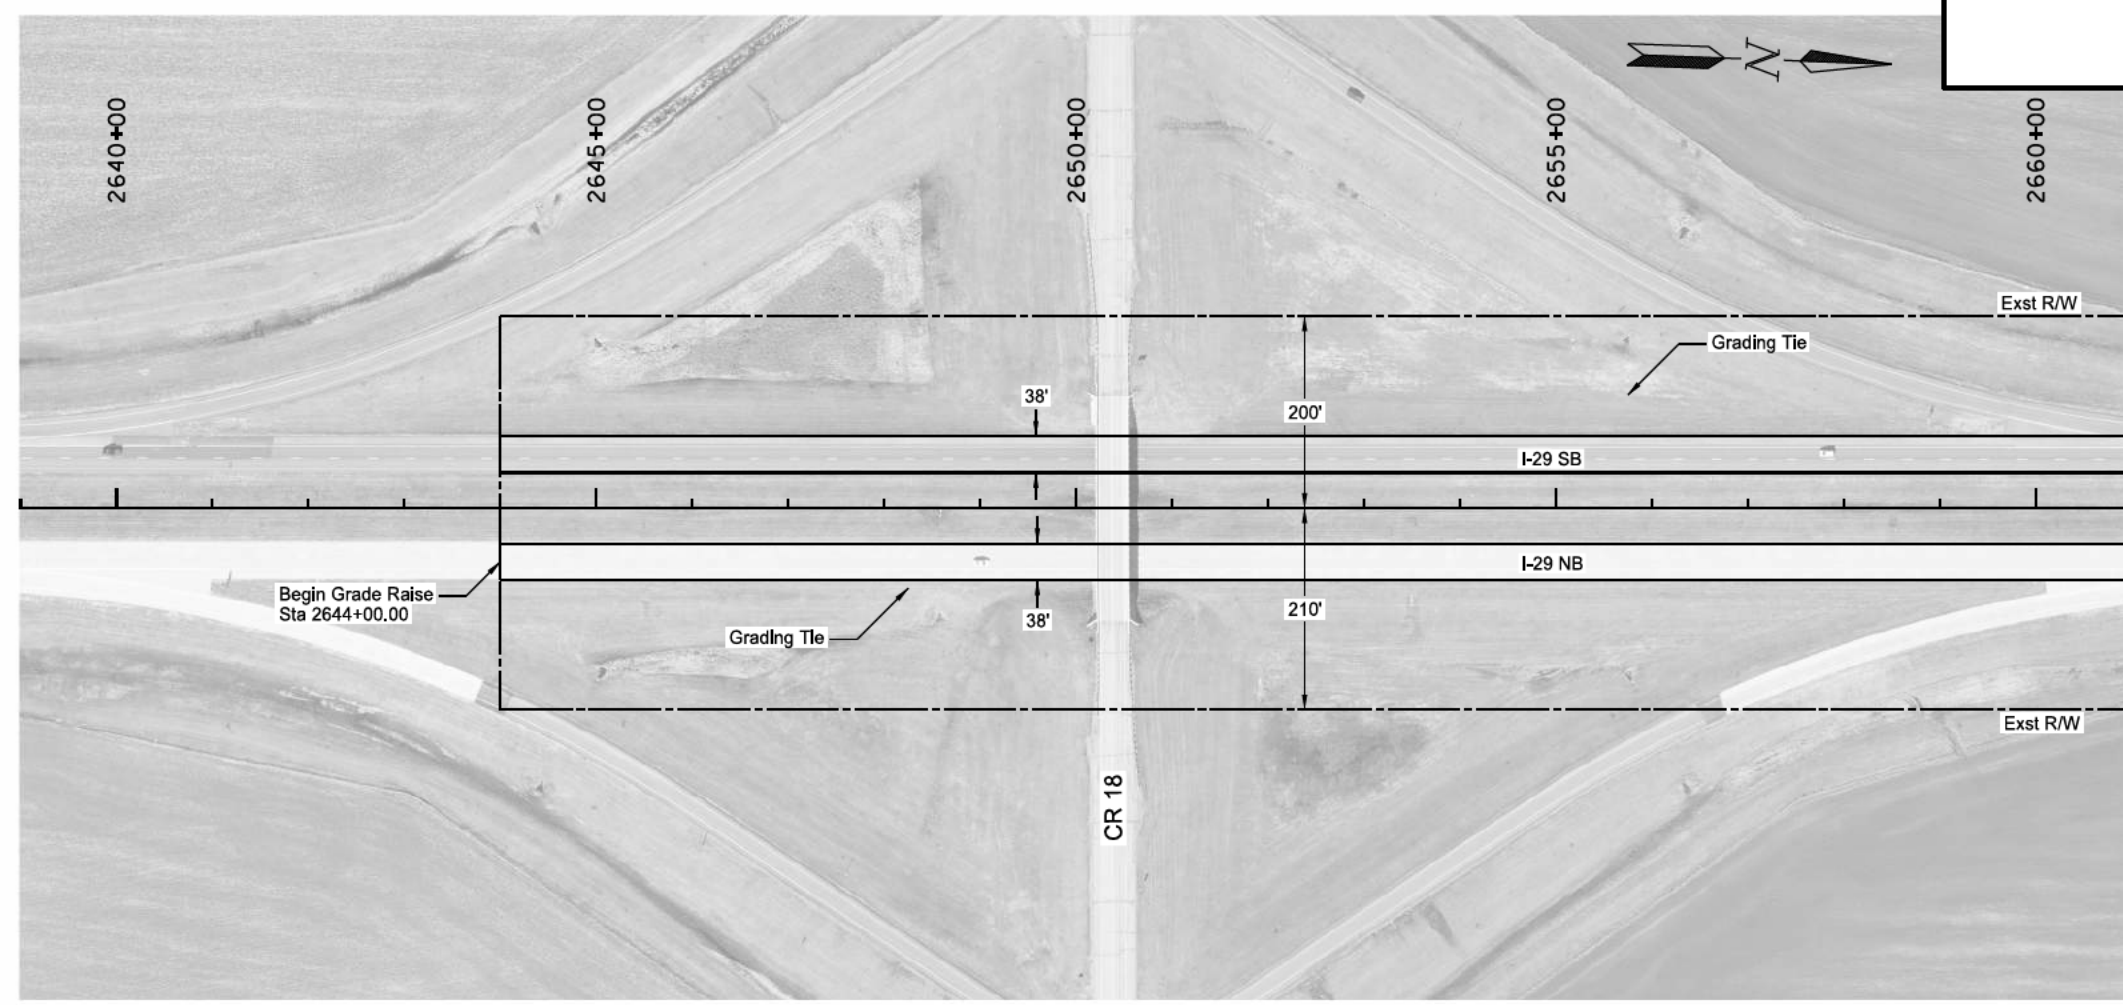 N
2640+00
2645+00
2650+00
2655+00
2660+00
Exst R/W
Grading Tie
38'
200'
I-29 SB
I-29 NB
Begin Grade Raise
Sta 2644+00.00
Grading Tie
38'
210'
Exst R/W
CR 18